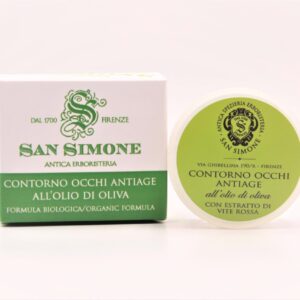 DAL 1700 FIRENZE
SAN SIMONE
ANTICA ERBORISTERIA
CONTORNO OCCHI ANTIAGE
ALL'OLIO DI OLIVA
FORMULA BIOLOGICA/ORGANIC FORMULA
ANTICA SPEZIERIA ERBORISTERIA
SAN SIMONE
VIA GHIBELLINA 190/R - FIRENZE
CONTORNO OCCHI
ANTIAGE
all'olio di oliva
CON ESTRATTO DI
VITE ROSSA